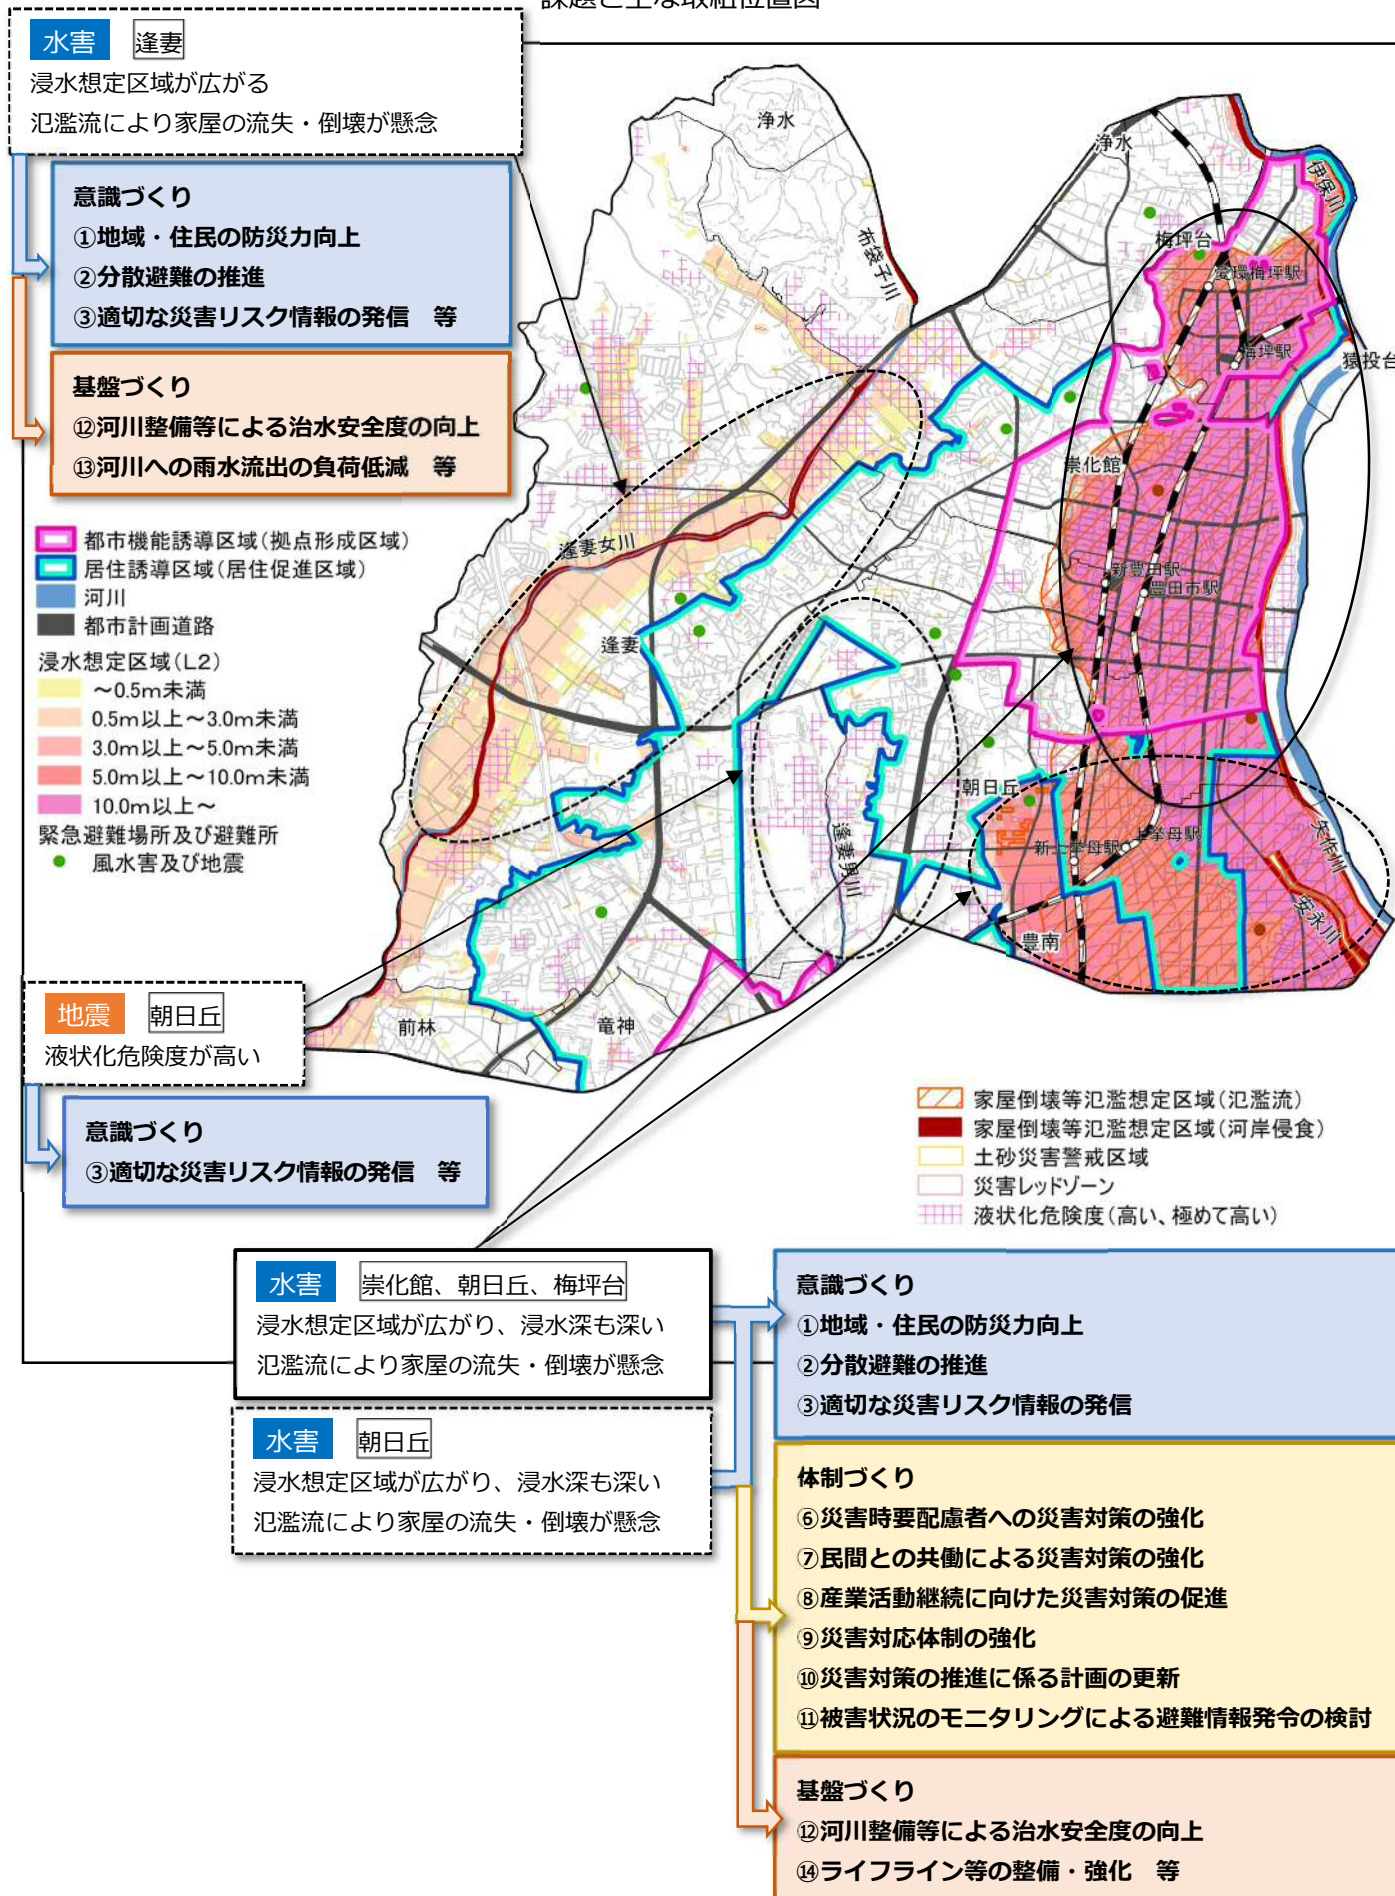 課題と主な取組位置図
水害 逢妻
浸水想定区域が広がる
氾濫流により家屋の流失・倒壊が懸念
意識づくり
①地域・住民の防災力向上
②分散避難の推進
③適切な災害リスク情報の発信　等
基盤づくり
⑫河川整備等による治水安全度の向上
⑬河川への雨水流出の負荷低減　等
都市機能誘導区域(拠点形成区域)
居住誘導区域(居住促進区域)
河川
都市計画道路
浸水想定区域(L2)
～0.5m未満
0.5m以上～3.0m未満
3.0m以上～5.0m未満
5.0m以上～10.0m未満
10.0m以上～
緊急避難場所及び避難所
風水害及び地震
浄水
浄水
伊保川
梅坪台
布袋子川
愛環梅坪駅
梅坪駅
猿投台
崇化館
逢妻女川
新豊田駅
豊田市駅
逢妻
朝日丘
逢妻男川
新上挙母駅
上挙母駅
矢作川
安永川
豊南
前林
竜神
地震 朝日丘
液状化危険度が高い
意識づくり
③適切な災害リスク情報の発信　等
家屋倒壊等氾濫想定区域(氾濫流)
家屋倒壊等氾濫想定区域(河岸侵食)
土砂災害警戒区域
災害レッドゾーン
液状化危険度(高い、極めて高い)
水害 崇化館、朝日丘、梅坪台
浸水想定区域が広がり、浸水深も深い
氾濫流により家屋の流失・倒壊が懸念
水害 朝日丘
浸水想定区域が広がり、浸水深も深い
氾濫流により家屋の流失・倒壊が懸念
意識づくり
①地域・住民の防災力向上
②分散避難の推進
③適切な災害リスク情報の発信
体制づくり
⑥災害時要配慮者への災害対策の強化
⑦民間との共働による災害対策の強化
⑧産業活動継続に向けた災害対策の促進
⑨災害対応体制の強化
⑩災害対策の推進に係る計画の更新
⑪被害状況のモニタリングによる避難情報発令の検討
基盤づくり
⑫河川整備等による治水安全度の向上
⑭ライフライン等の整備・強化　等